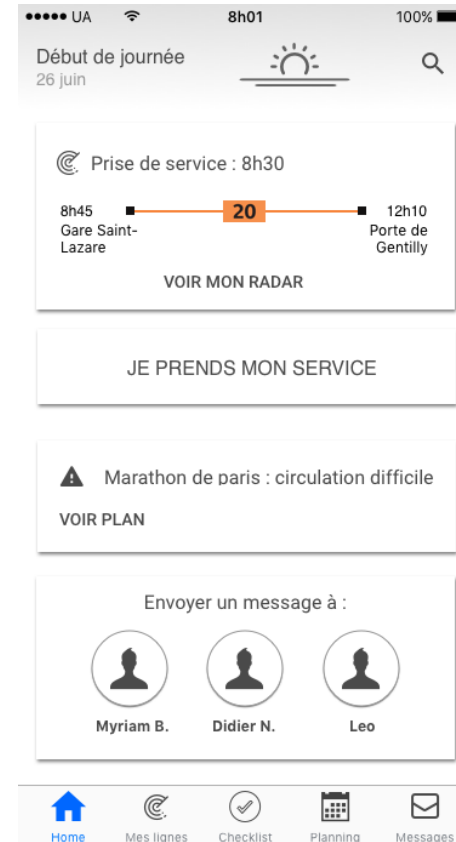 UA 8h01 100%
Début de journée
26 juin
Prise de service : 8h30
8h45 20 12h10
Gare Saint- Porte de
Lazare Gentilly
VOIR MON RADAR
JE PRENDS MON SERVICE
Marathon de paris : circulation difficile
VOIR PLAN
Envoyer un message à :
Myriam B. Didier N. Leo
Home Mes lignes Checklist Planning Messages